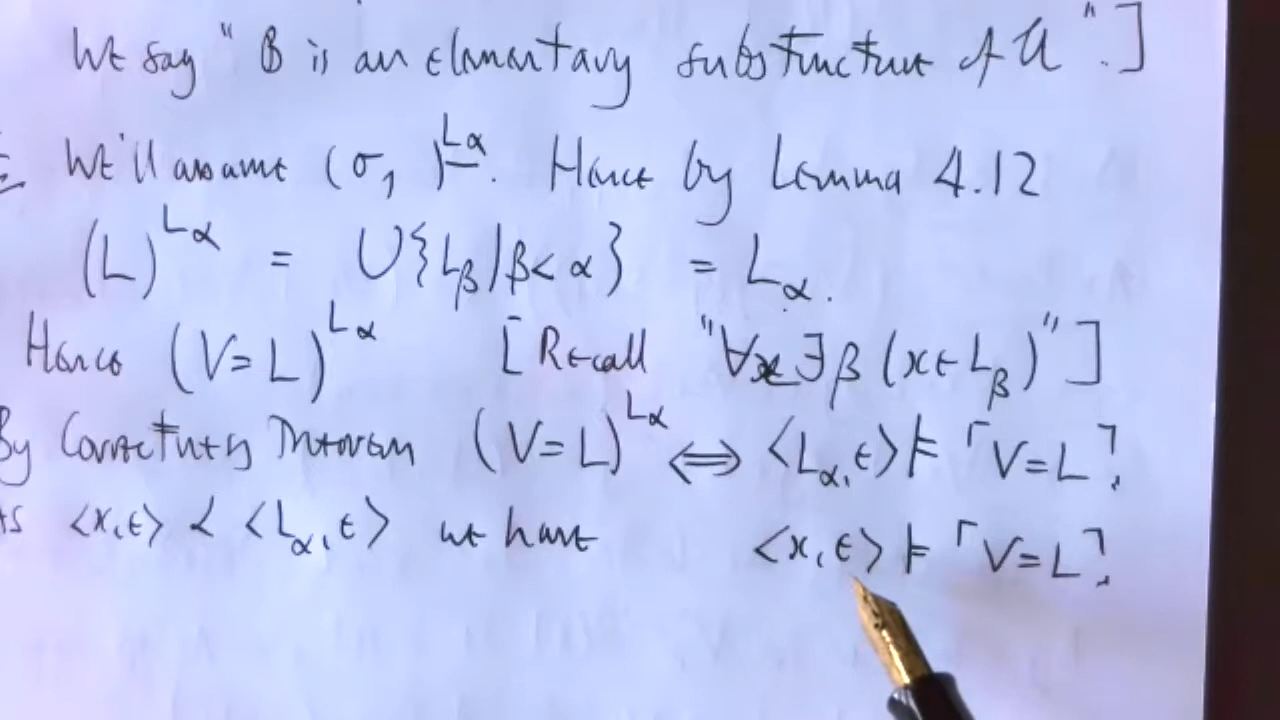 We say "B is an elementary substructure of 𝔄".]
We'll assume (σ₁)^{Lα}. Hence by Lemma 4.12
(L)^{Lα} = ∪{Lβ | β < α} = Lα.
Hence (V=L)^{Lα} [Recall "∀x∃β(x∈Lβ)"]
By Correctness Theorem (V=L)^{Lα} ⟺ ⟨Lα,∈⟩ ⊨ ⌜V=L⌝.
As ⟨x,∈⟩ ≺ ⟨Lα,∈⟩ we have ⟨x,∈⟩ ⊨ ⌜V=L⌝.